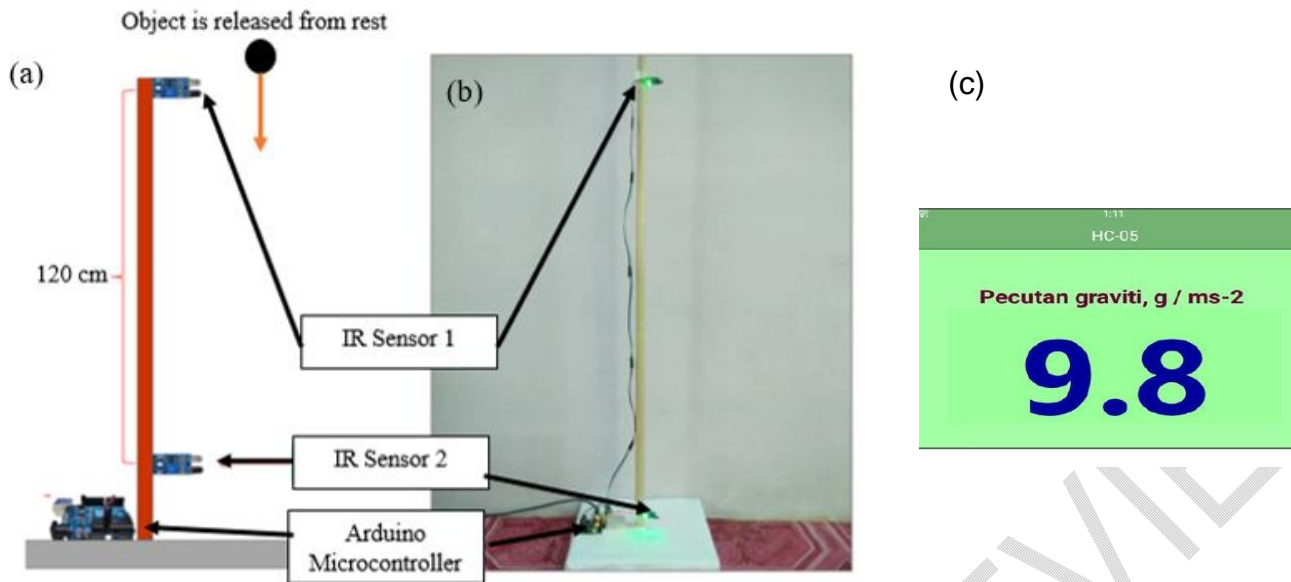 Object is released from rest
(a)
(b)
(c)
120 cm
IR Sensor 1
IR Sensor 2
Arduino
Microcontroller
1:11
HC-05
Pecutan graviti, g / ms-2
9.8